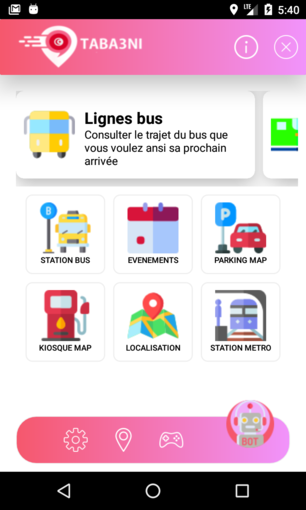 LTE 5:40
TABA3NI
Lignes bus
Consulter le trajet du bus que
vous voulez ansi sa prochain
arrivée
B
P
STATION BUS
EVENEMENTS
PARKING MAP
KIOSQUE MAP
LOCALISATION
STATION METRO
BOT